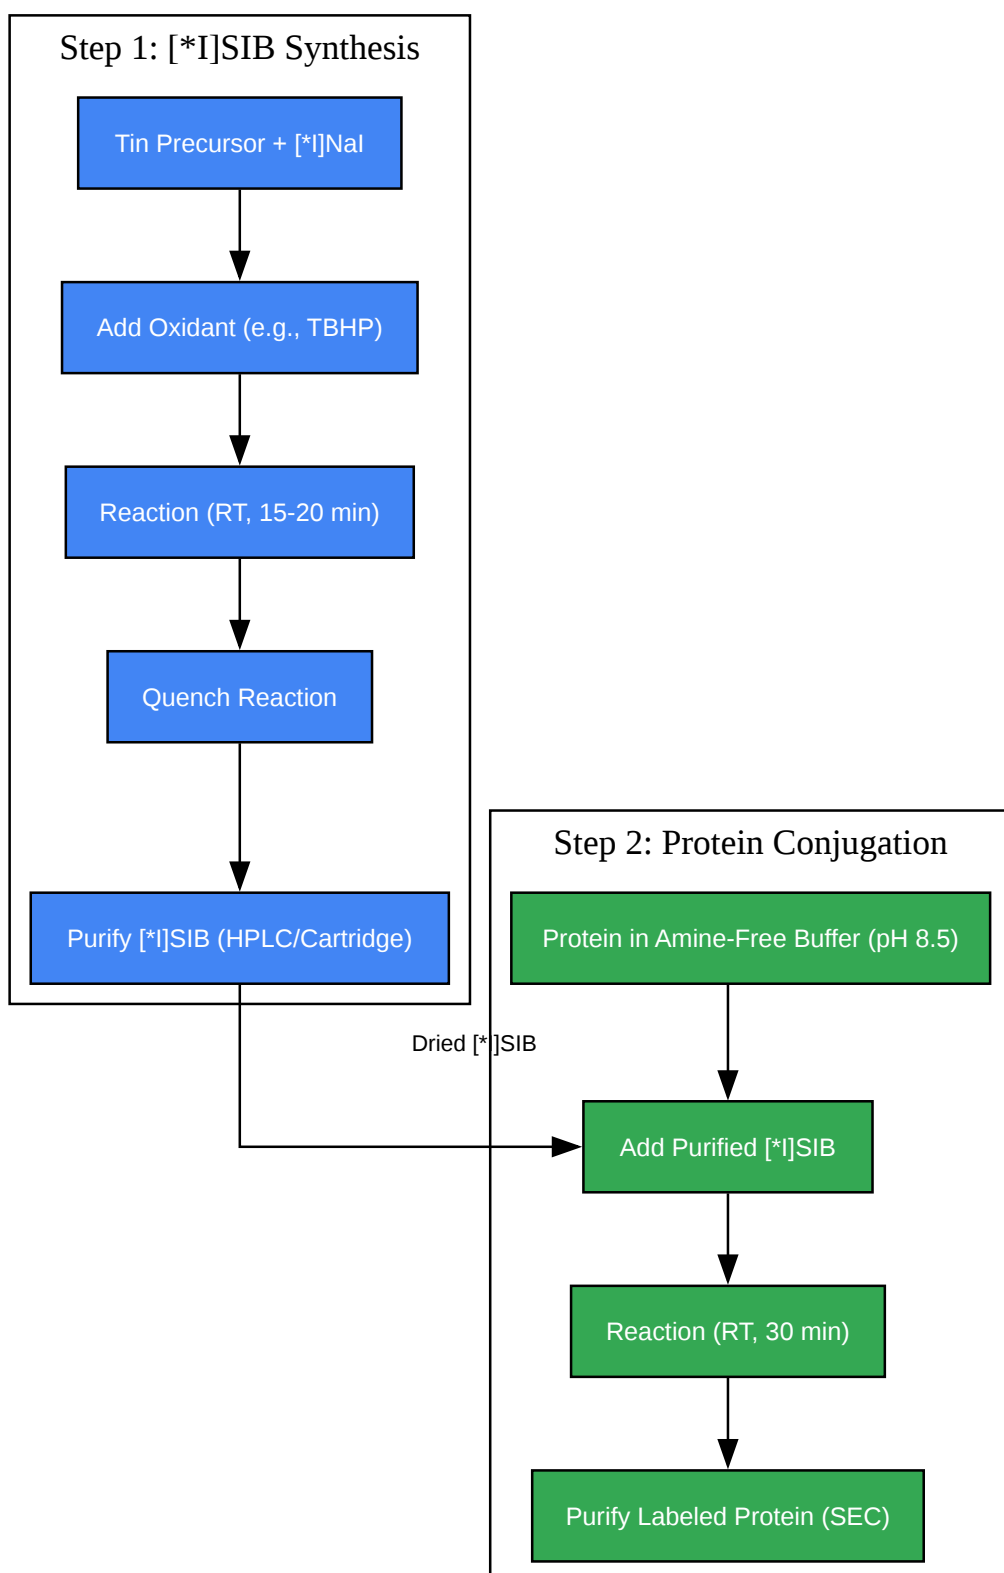 Step 1: [*I]SIB Synthesis
Tin Precursor + [*I]NaI
Add Oxidant (e.g., TBHP)
Reaction (RT, 15-20 min)
Quench Reaction
Purify [*I]SIB (HPLC/Cartridge)
Dried [*I]SIB
Step 2: Protein Conjugation
Protein in Amine-Free Buffer (pH 8.5)
Add Purified [*I]SIB
Reaction (RT, 30 min)
Purify Labeled Protein (SEC)